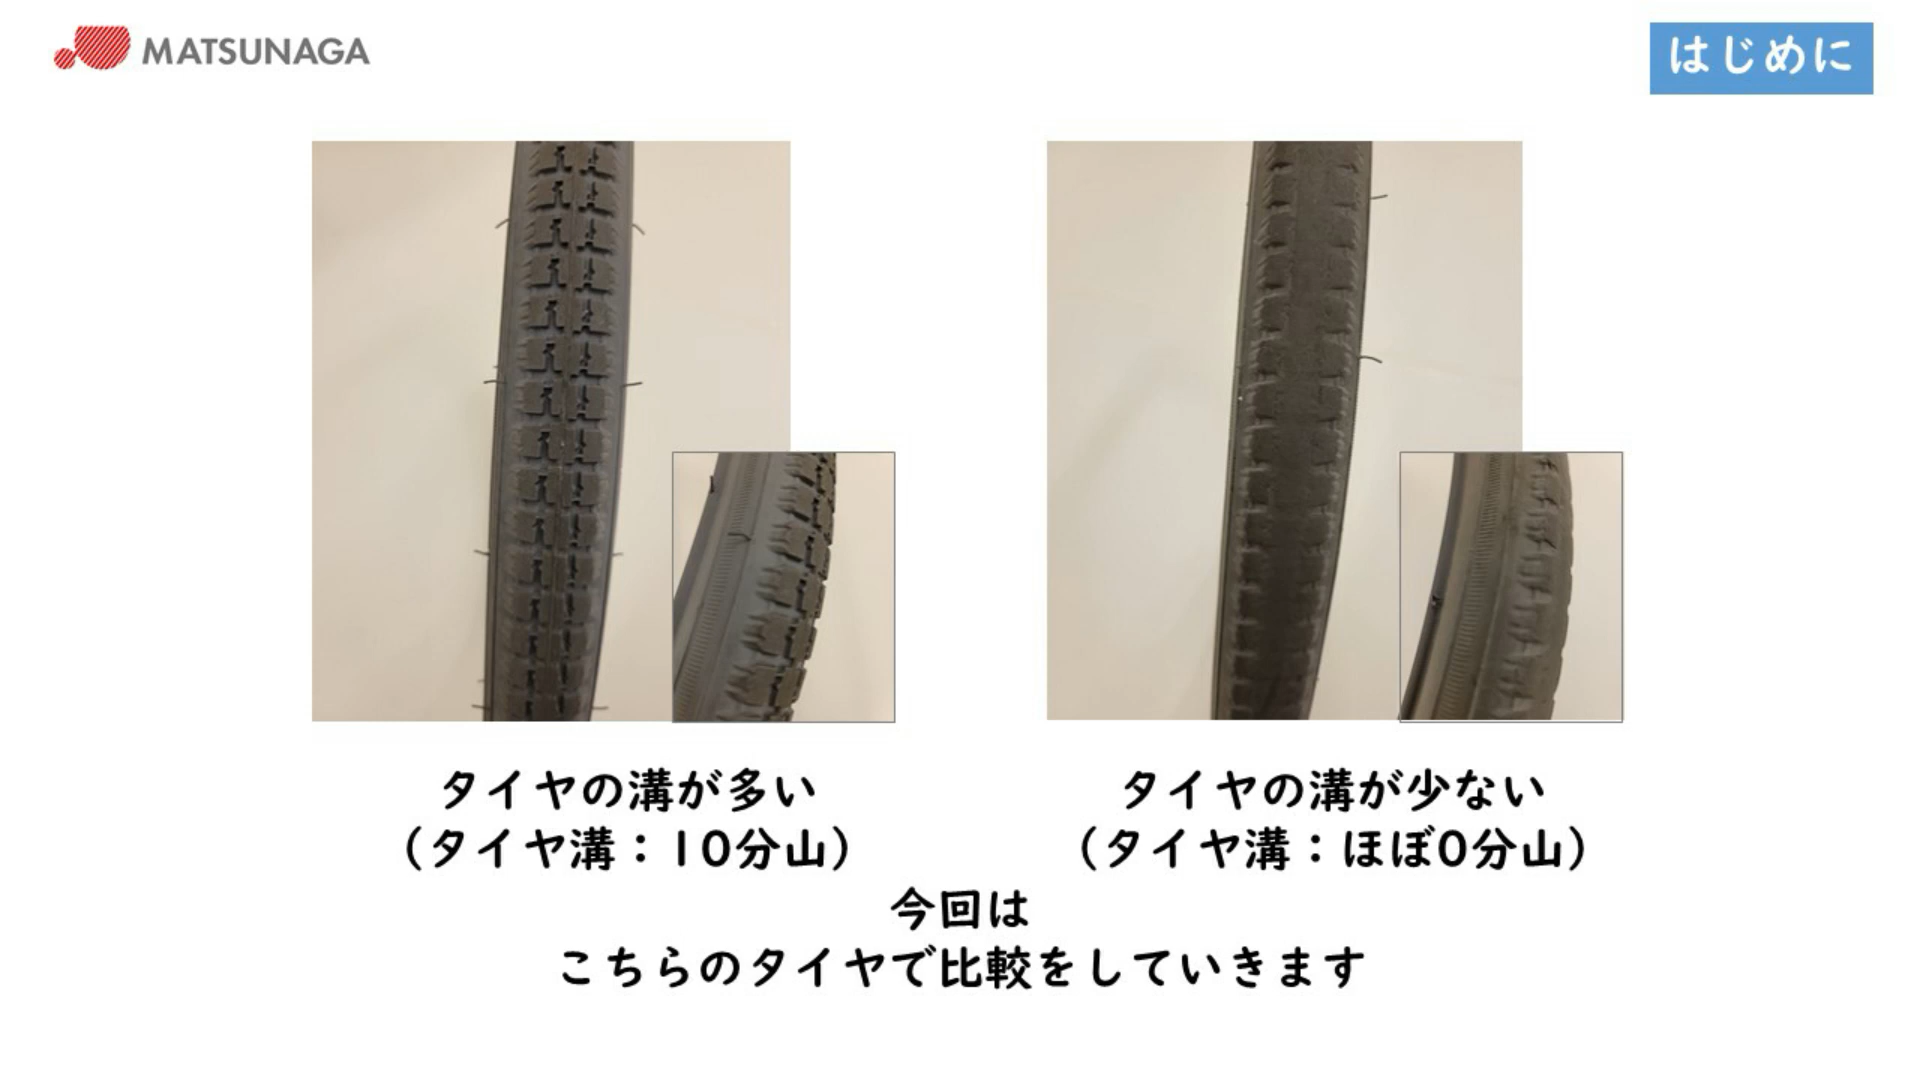 MATSUNAGA
はじめに
タイヤの溝が多い
（タイヤ溝：10分山）
タイヤの溝が少ない
（タイヤ溝：ほぼ0分山）
今回は
こちらのタイヤで比較をしていきます